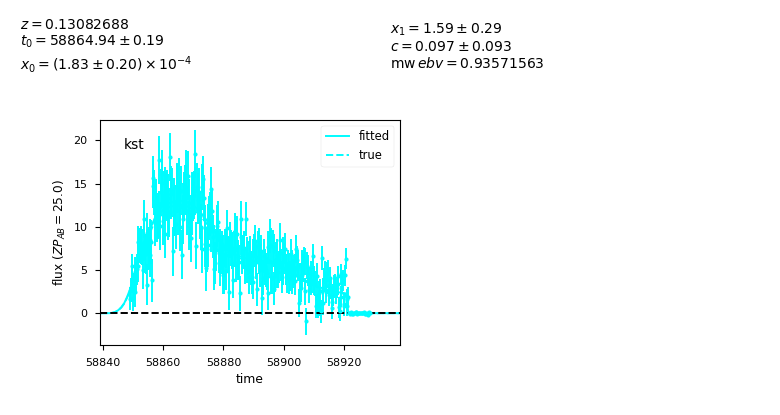 z = 0.13082688
t₀ = 58864.94 ± 0.19
x₀ = (1.83 ± 0.20) × 10⁻⁴
x₁ = 1.59 ± 0.29
c = 0.097 ± 0.093
mw ebv = 0.93571563
kst
fitted
true
flux (ZP_AB = 25.0)
20
15
10
5
0
58840 58860 58880 58900 58920
time